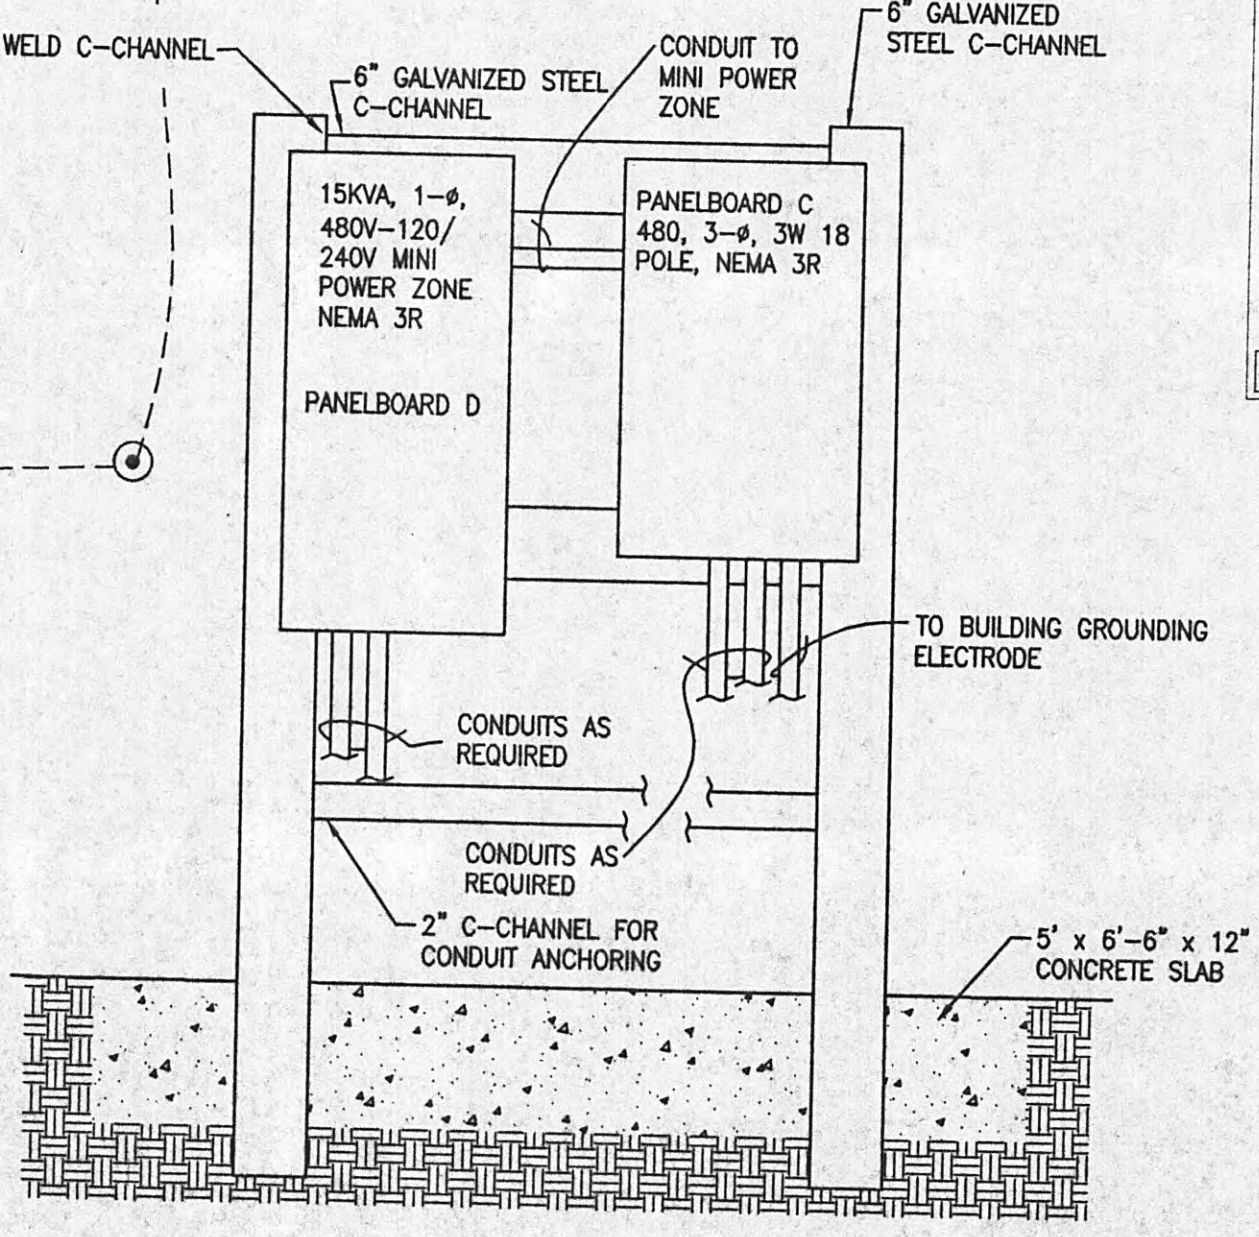 WELD C-CHANNEL
6" GALVANIZED STEEL
C-CHANNEL
CONDUIT TO
MINI POWER
ZONE
6" GALVANIZED
STEEL C-CHANNEL
15KVA, 1-ø,
480V-120/
240V MINI
POWER ZONE
NEMA 3R
PANELBOARD D
PANELBOARD C
480, 3-ø, 3W 18
POLE, NEMA 3R
TO BUILDING GROUNDING
ELECTRODE
CONDUITS AS
REQUIRED
CONDUITS AS
REQUIRED
2" C-CHANNEL FOR
CONDUIT ANCHORING
5' x 6'-6" x 12"
CONCRETE SLAB